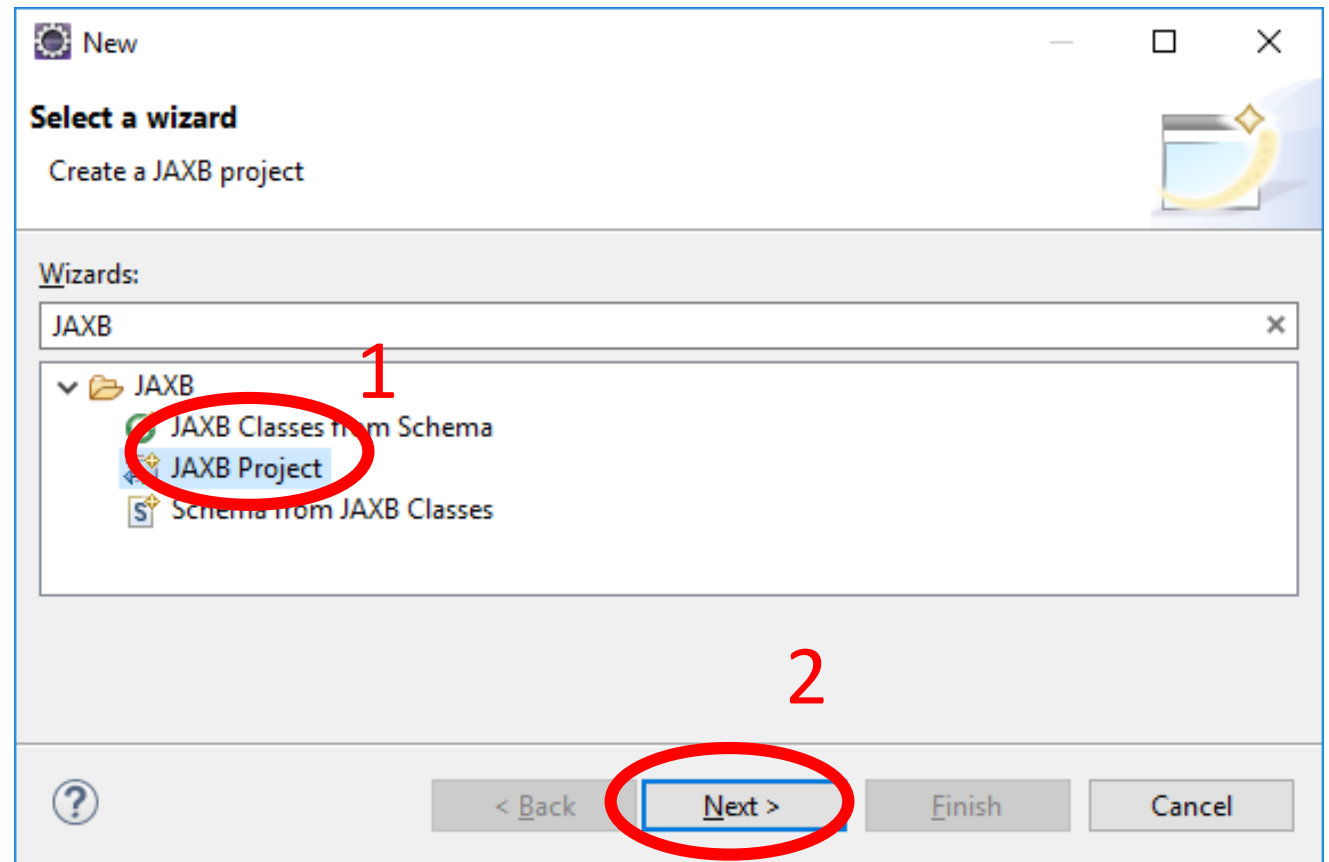 New
Select a wizard
Create a JAXB project
Wizards:
JAXB
1
JAXB
JAXB Classes from Schema
JAXB Project
Schema from JAXB Classes
2
?
< Back
Next >
Finish
Cancel